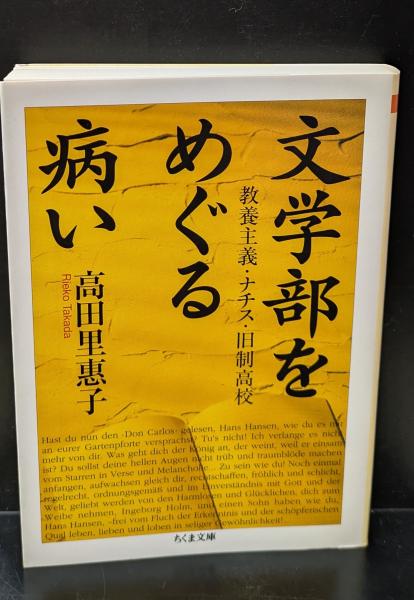 文学部を
めぐる
病い
教養主義・ナチス・旧制高校
高田里惠子
Rieko Takada
Hast du nun den ›Don Carlos‹ gelesen, Hans Hansen, wie du es mir
an eurer Gartenpforte versprachst? Tu's nicht! Ich verlange es nicht
mehr von dir. Was geht dich der König an, der weint, weil er einsam
ist? Du sollst deine hellen Augen nicht trüb und traumblöde machen
vom Starren in Verse und Melancholie... Zu sein wie du! Noch einmal
anfangen, aufwachsen gleich dir, rechtschaffen, fröhlich und schlicht,
regelrecht, ordnungsgemäß und im Einverständnis mit Gott und der
Welt, geliebt werden von den Harmlosen und Glücklichen, dich zum
Weibe nehmen, Ingeborg Holm, und einen Sohn haben wie du,
Hans Hansen, –frei vom Fluch der Erkenntnis und der schöpferischen
Qual leben, lieben und loben in seliger Gewöhnlichkeit!...
ちくま文庫